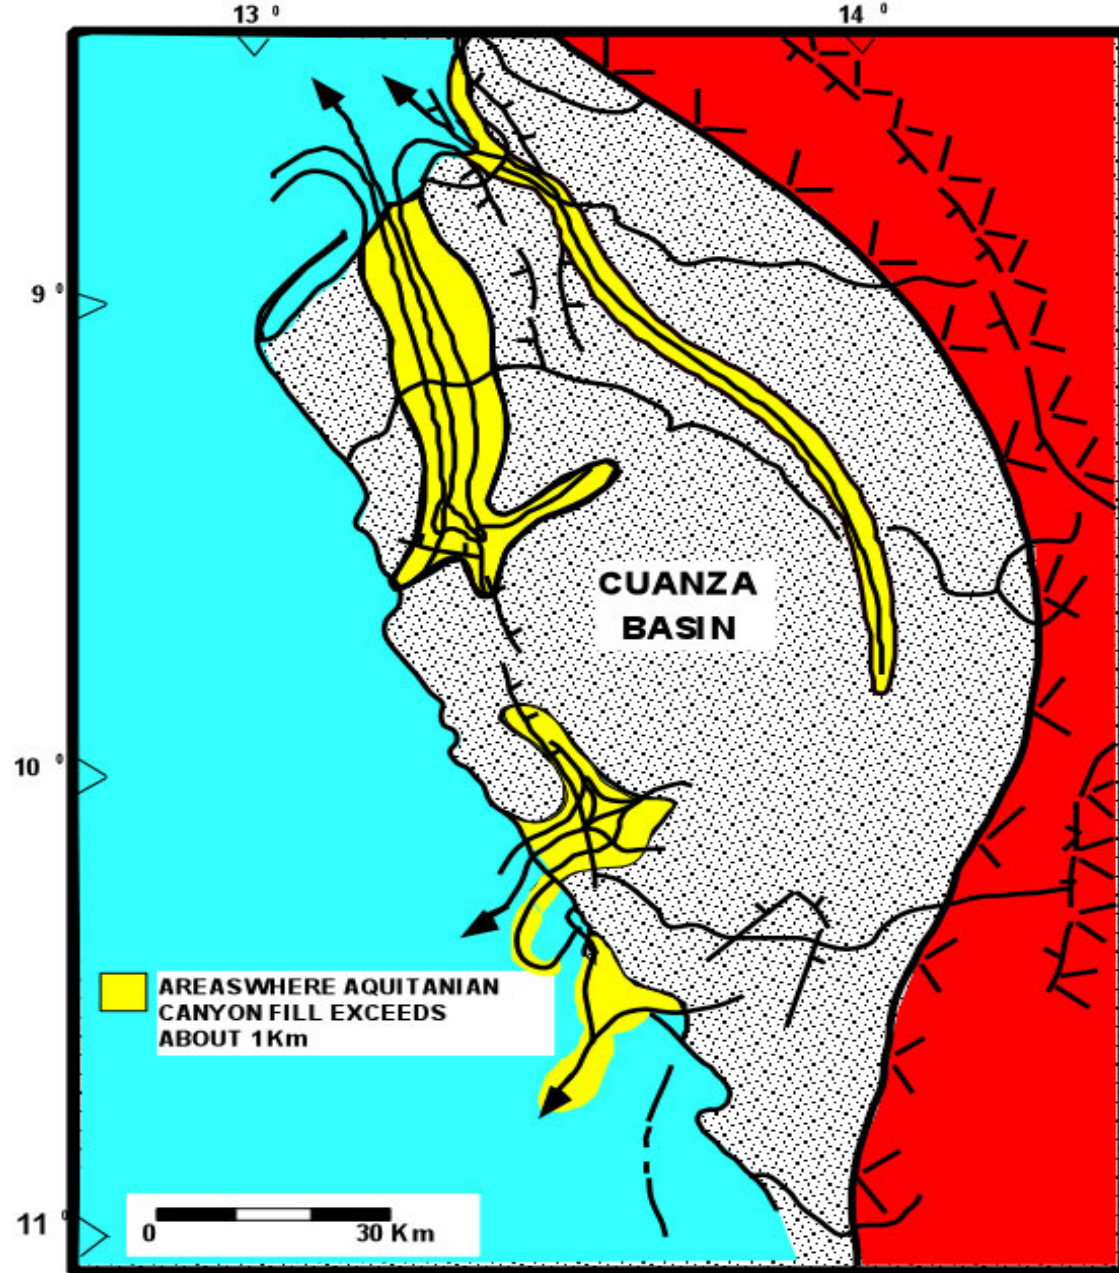 13 º
14 º
9 º
CUANZA
BASIN
10 º
AREASWHERE AQUITANIAN
CANYON FILL EXCEEDS
ABOUT 1Km
11 º
0 30 Km